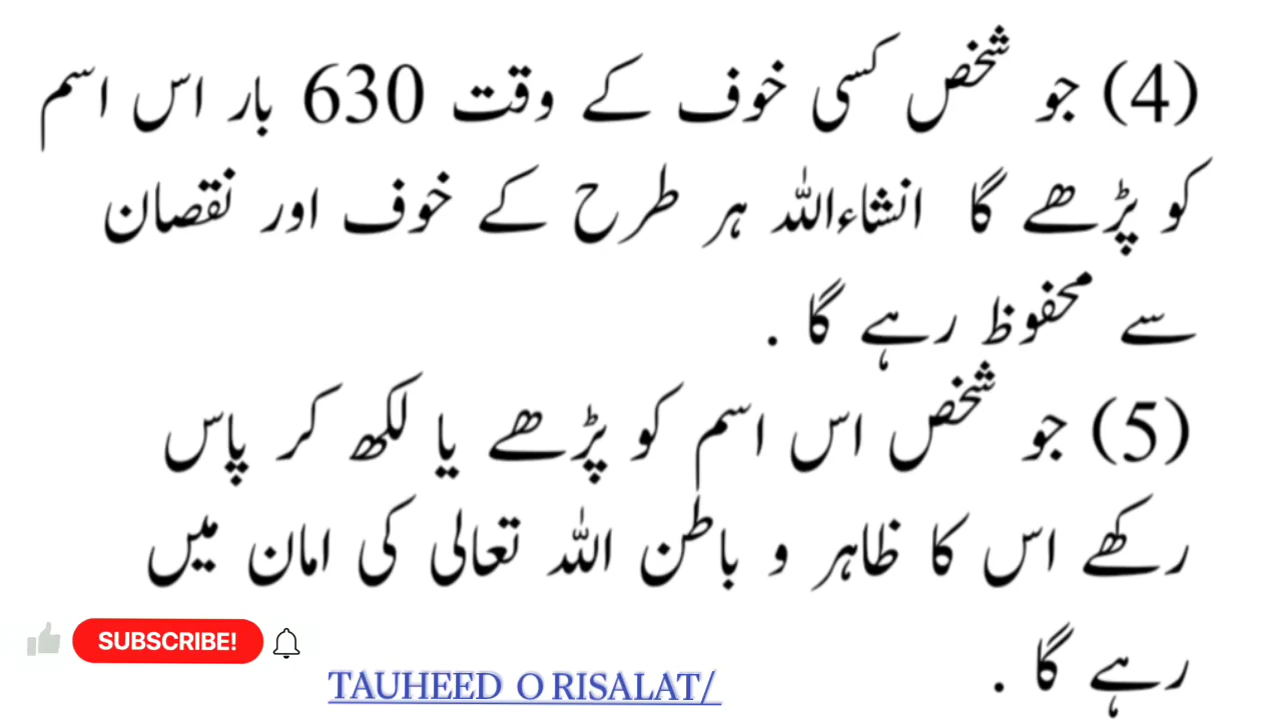 (4) جو شخص کسی خوف کے وقت 630 بار اس اسم
کو پڑھے گا انشاءاللہ ہر طرح کے خوف اور نقصان
سے محفوظ رہے گا .
(5) جو شخص اس اسم کو پڑھے یا لکھ کر پاس
رکھے اس کا ظاہر و باطن اللہ تعالی کی امان میں
رہے گا .
SUBSCRIBE!
TAUHEED O RISALAT/